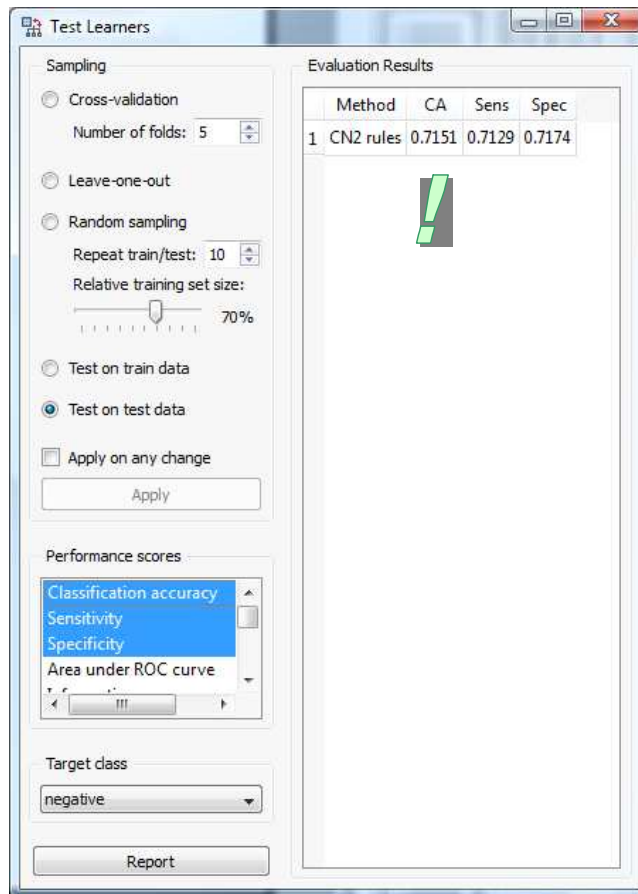 Test Learners
Sampling
Cross-validation
Number of folds: 5
Leave-one-out
Random sampling
Repeat train/test: 10
Relative training set size:
70%
Test on train data
Test on test data
Apply on any change
Apply
Performance scores
Classification accuracy
Sensitivity
Specificity
Area under ROC curve
Target class
negative
Report
Evaluation Results
Method CA Sens Spec
1 CN2 rules 0.7151 0.7129 0.7174
!